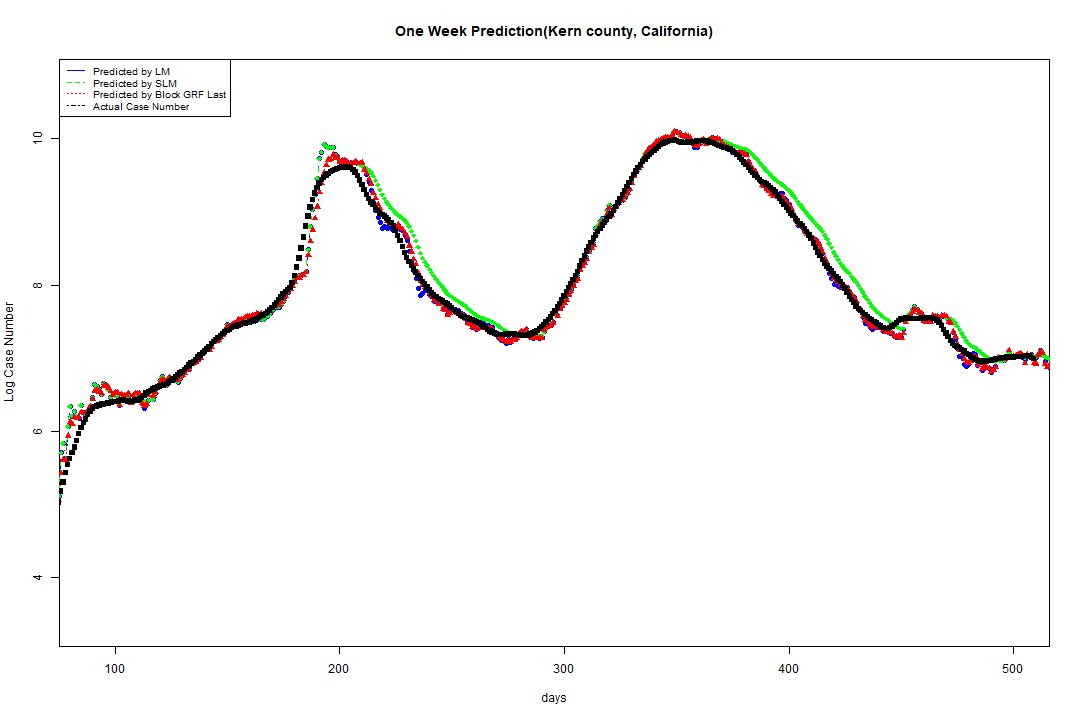 One Week Prediction(Kern county, California)
Predicted by LM
Predicted by SLM
Predicted by Block GRF Last
Actual Case Number
10
8
6
4
Log Case Number
100 200 300 400 500
days